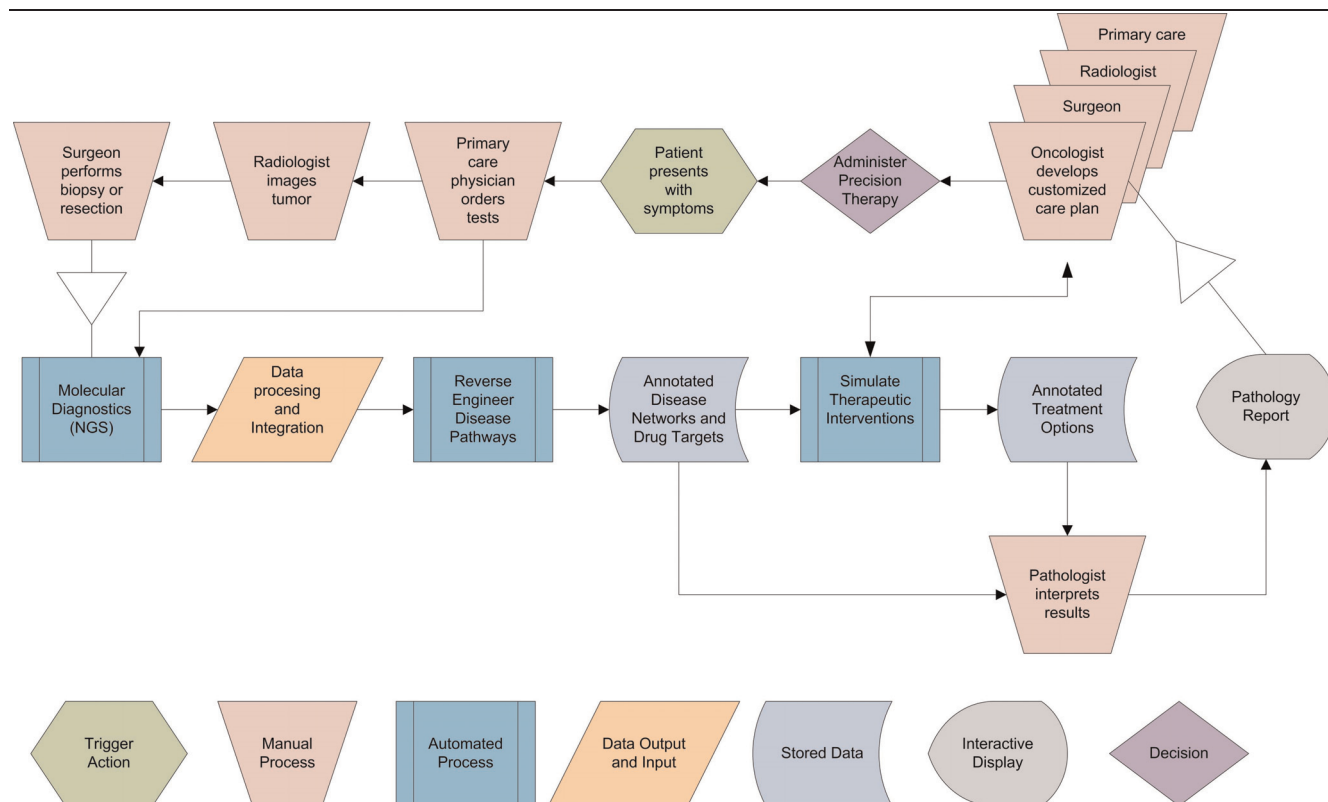 Primary care
Radiologist
Surgeon
Oncologist
develops
customized
care plan
Surgeon
performs
biopsy or
resection
Radiologist
images
tumor
Primary
care
physician
orders
tests
Patient
presents
with
symptoms
Administer
Precision
Therapy
Molecular
Diagnostics
(NGS)
Data
procesing
and
Integration
Reverse
Engineer
Disease
Pathways
Annotated
Disease
Networks and
Drug Targets
Simulate
Therapeutic
Interventions
Annotated
Treatment
Options
Pathology
Report
Pathologist
interprets
results
Trigger
Action
Manual
Process
Automated
Process
Data Output
and Input
Stored Data
Interactive
Display
Decision